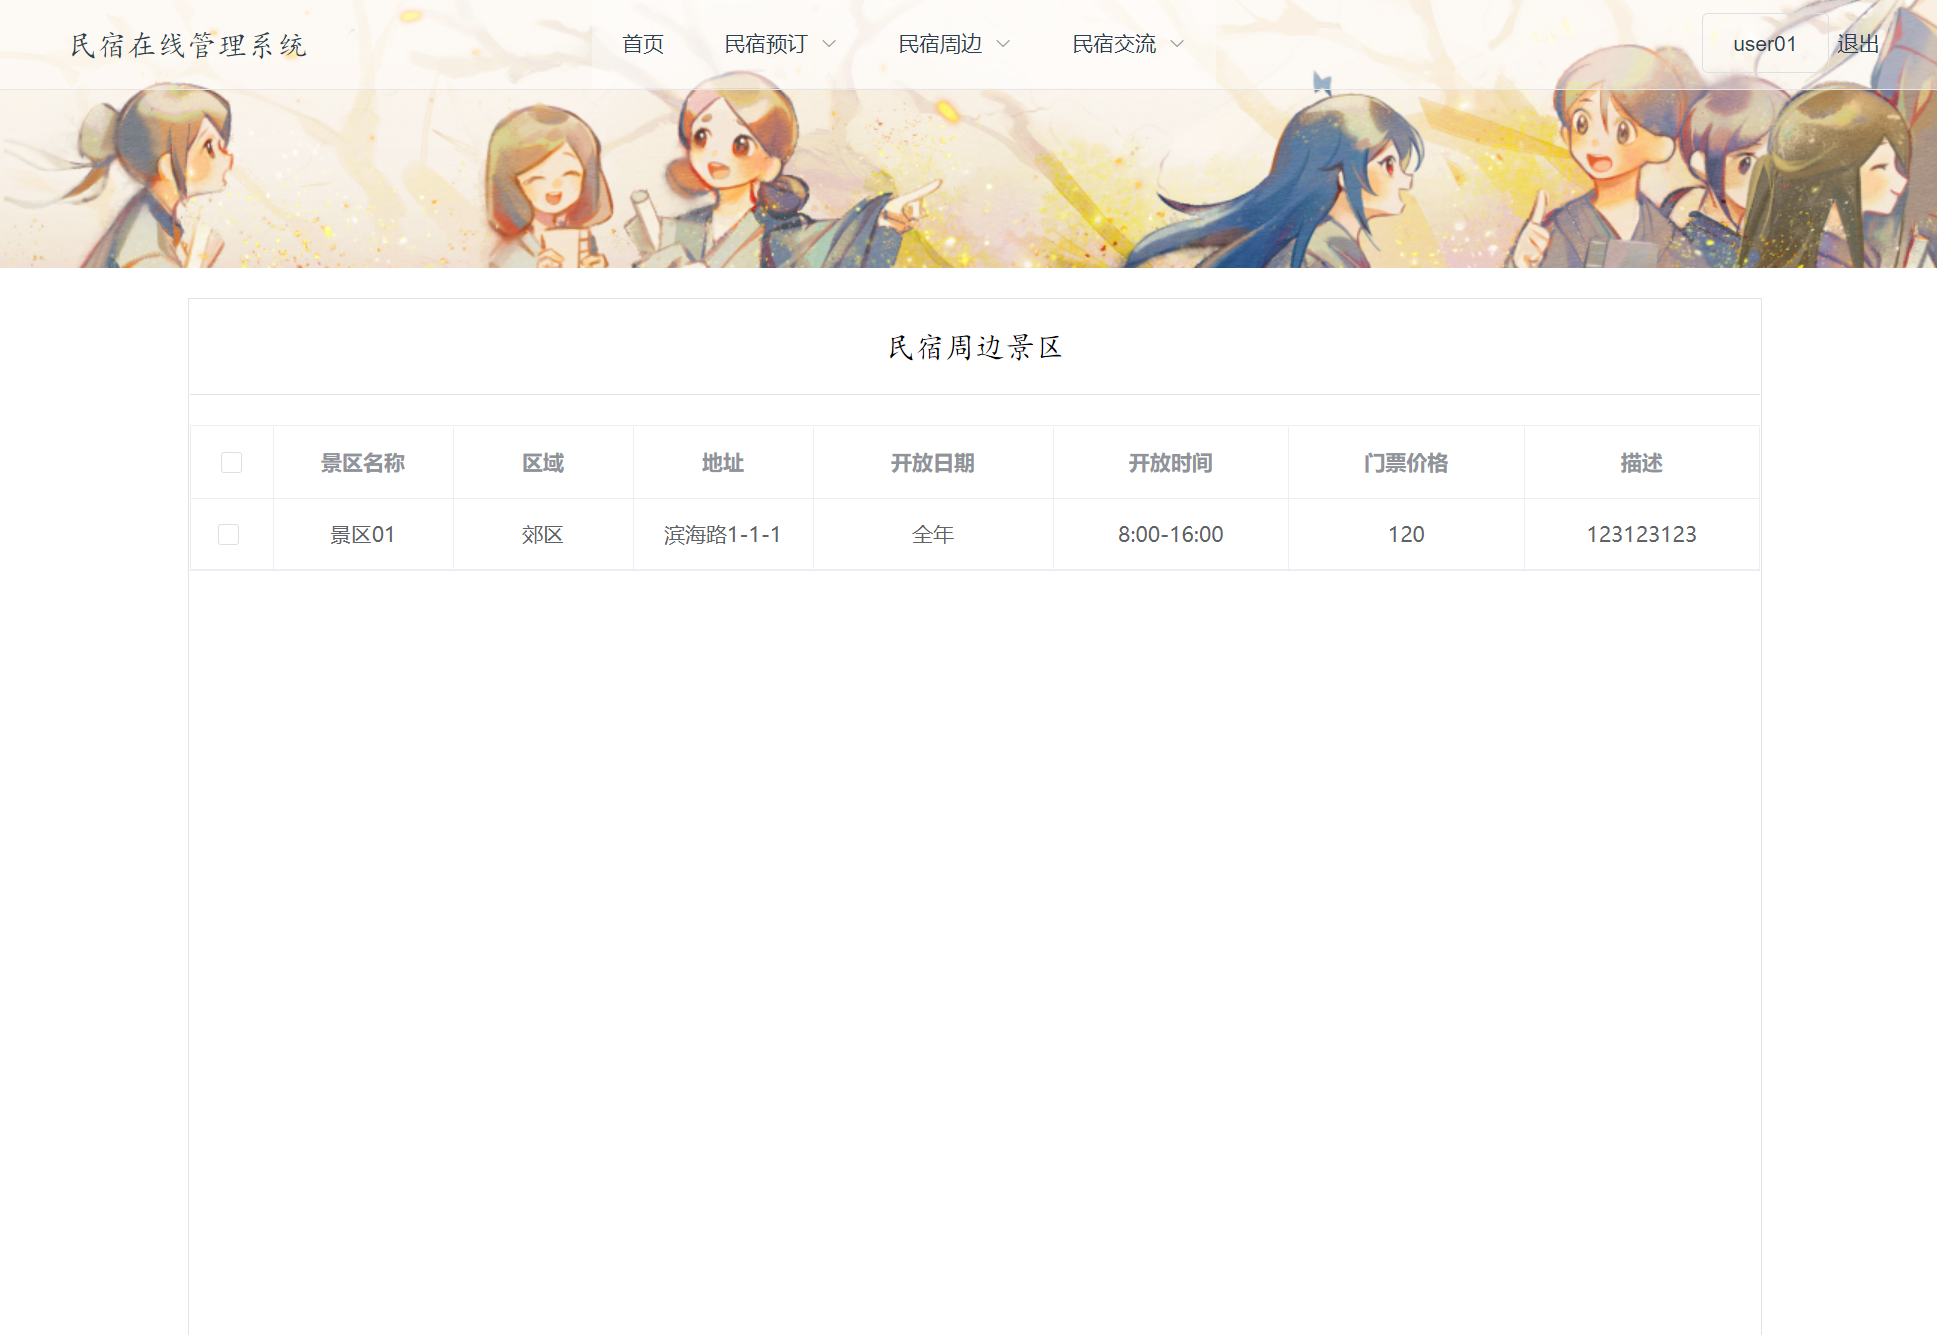 民宿在线管理系统 首页 民宿预订 民宿周边 民宿交流 user01 退出
民宿周边景区
景区名称 区域 地址 开放日期 开放时间 门票价格 描述
景区01 郊区 滨海路1-1-1 全年 8:00-16:00 120 123123123